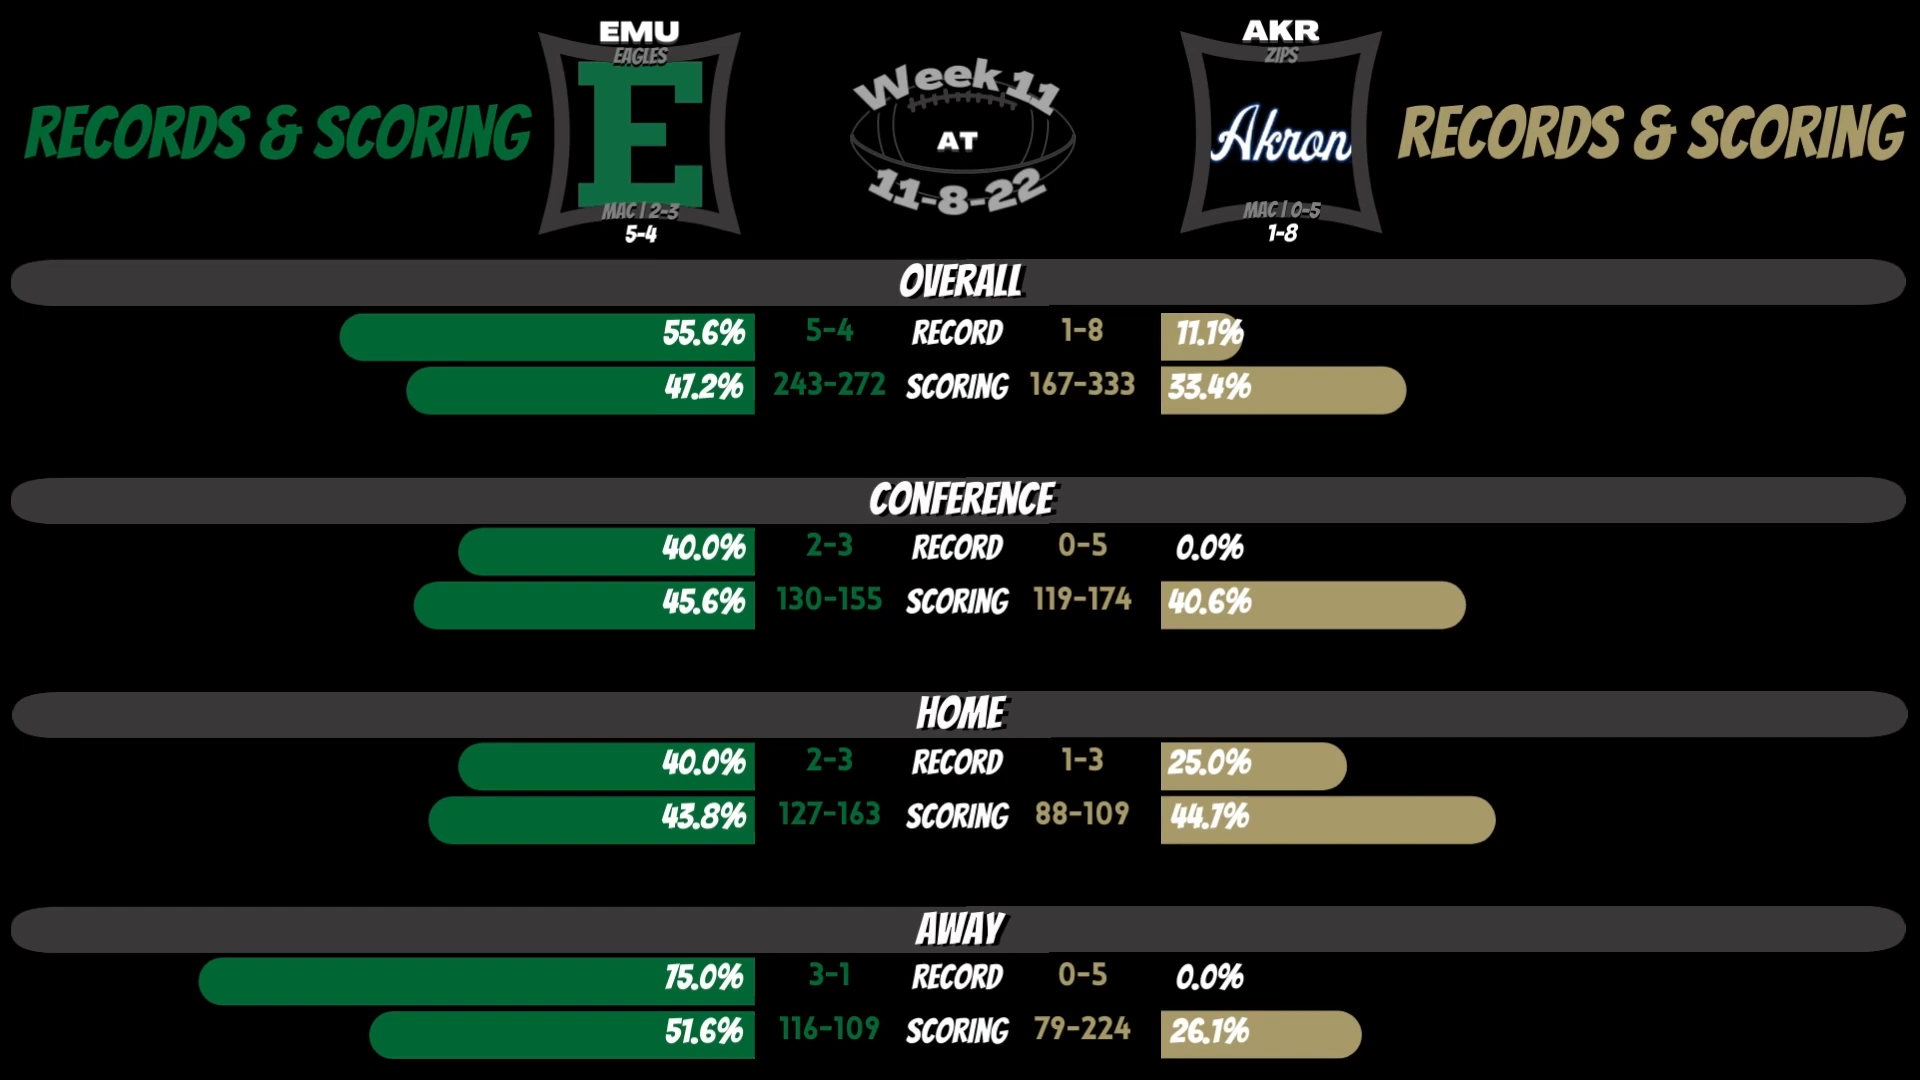 EMU
EAGLES
E
MAC | 2-3
5-4
RECORDS & SCORING
Week 11
AT
11-8-22
AKR
ZIPS
Akron
MAC | 0-5
1-8
RECORDS & SCORING
OVERALL
55.6% 5-4 RECORD 1-8 11.1%
47.2% 243-272 SCORING 167-333 33.4%
CONFERENCE
40.0% 2-3 RECORD 0-5 0.0%
45.6% 130-155 SCORING 119-174 40.6%
HOME
40.0% 2-3 RECORD 1-3 25.0%
43.8% 127-163 SCORING 88-109 44.7%
AWAY
75.0% 3-1 RECORD 0-5 0.0%
51.6% 116-109 SCORING 79-224 26.1%